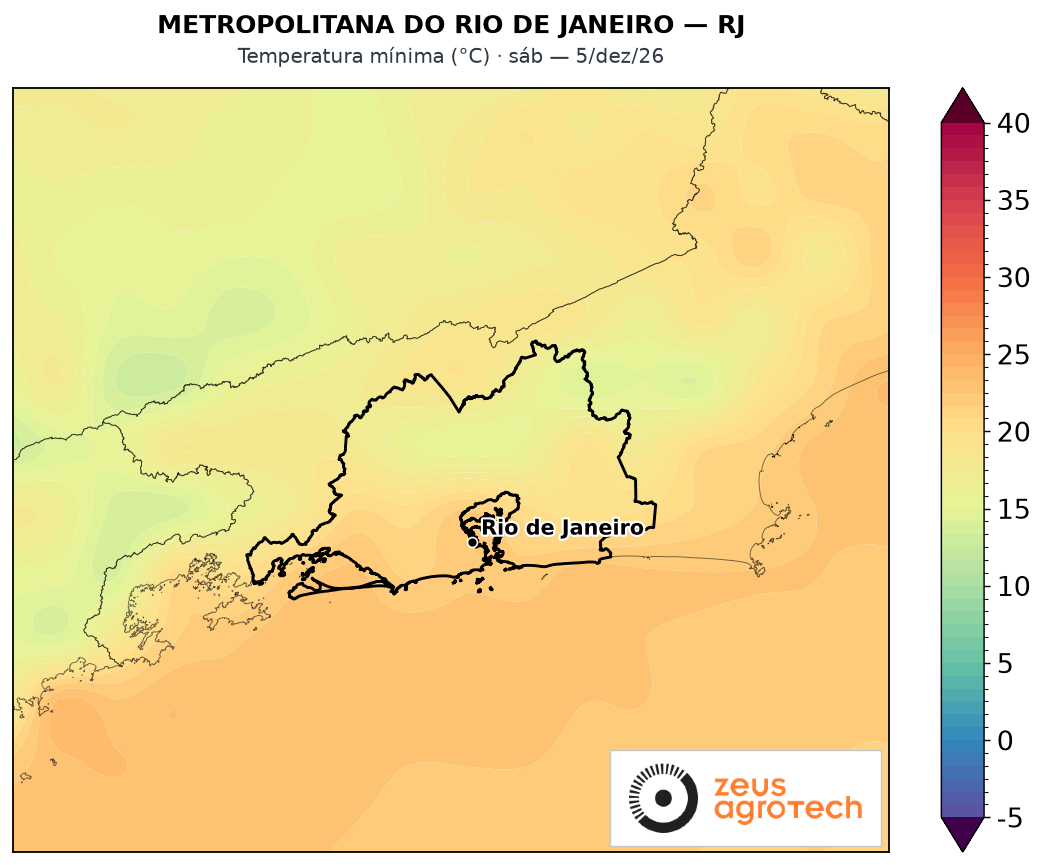 METROPOLITANA DO RIO DE JANEIRO — RJ
Temperatura mínima (°C) · sáb — 5/dez/26
40
35
30
25
20
15
10
5
0
-5
Rio de Janeiro
zeus
agrotech